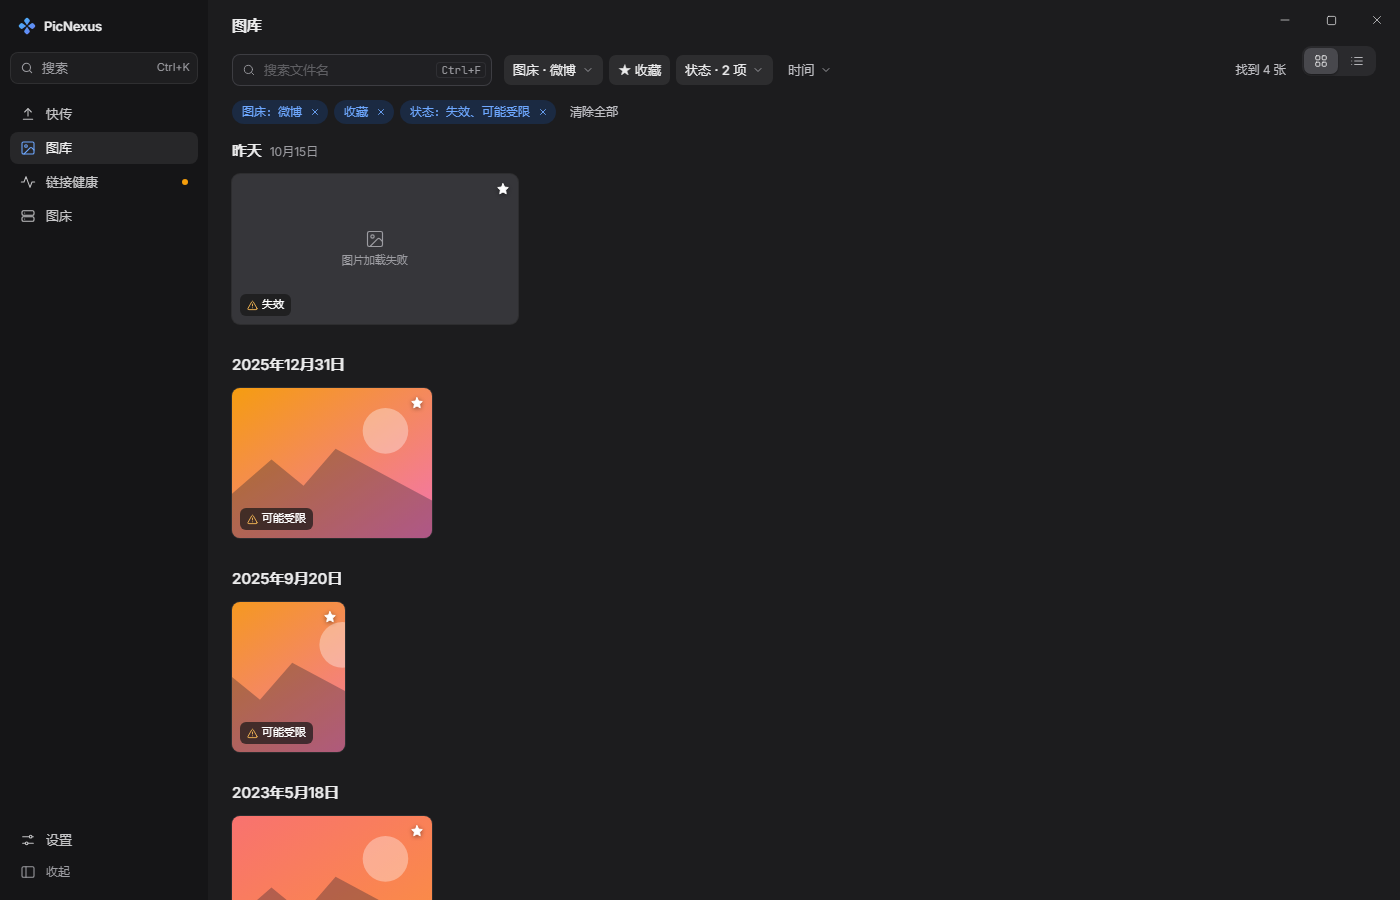 PicNexus
搜索 Ctrl+K
快传
图库
链接健康
图床
设置
收起
图库
搜索文件名 Ctrl+F
图床 · 微博
★ 收藏
状态 · 2 项
时间
找到 4 张
图床：微博 ×
收藏 ×
状态：失效、可能受限 ×
清除全部
昨天 10月15日
图片加载失败
失效
2025年12月31日
可能受限
2025年9月20日
可能受限
2023年5月18日